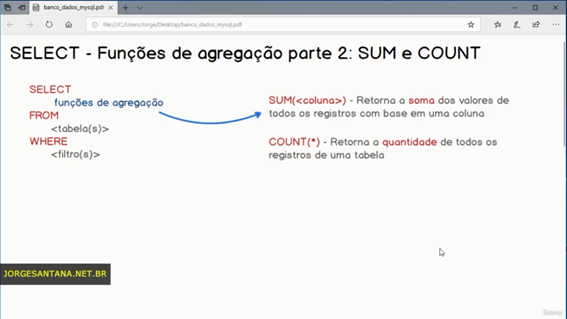 banco_dados_mysql.pdf
file:///C:/Users/Jorge/Desktop/banco_dados_mysql.pdf
SELECT - Funções de agregação parte 2: SUM e COUNT
SELECT
funções de agregação
FROM
<tabela(s)>
WHERE
<filtro(s)>
SUM(<coluna>) - Retorna a soma dos valores de
todos os registros com base em uma coluna
COUNT(*) - Retorna a quantidade de todos os
registros de uma tabela
JORGESANTANA.NET.BR
Udemy